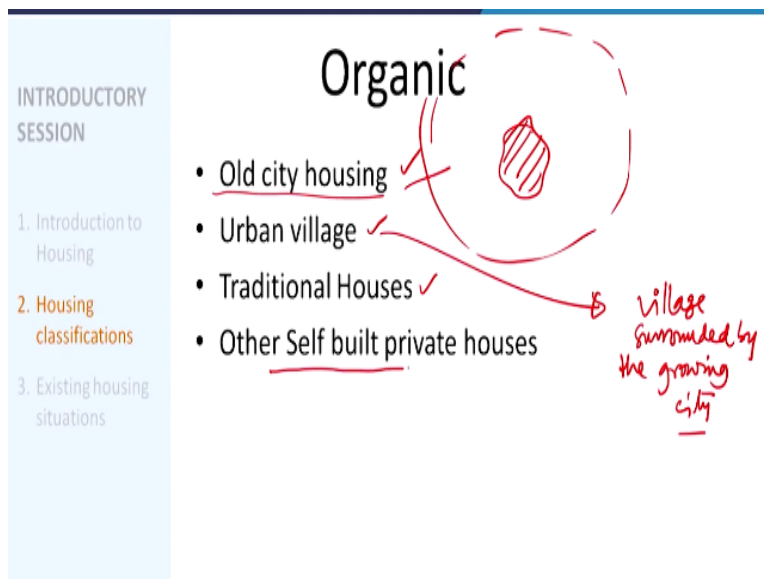 Organic
INTRODUCTORY
SESSION
1. Introduction to
Housing
2. Housing
classifications
3. Existing housing
situations
• Old city housing
• Urban village
• Traditional Houses
• Other Self built private houses
village
surrounded by
the growing
city